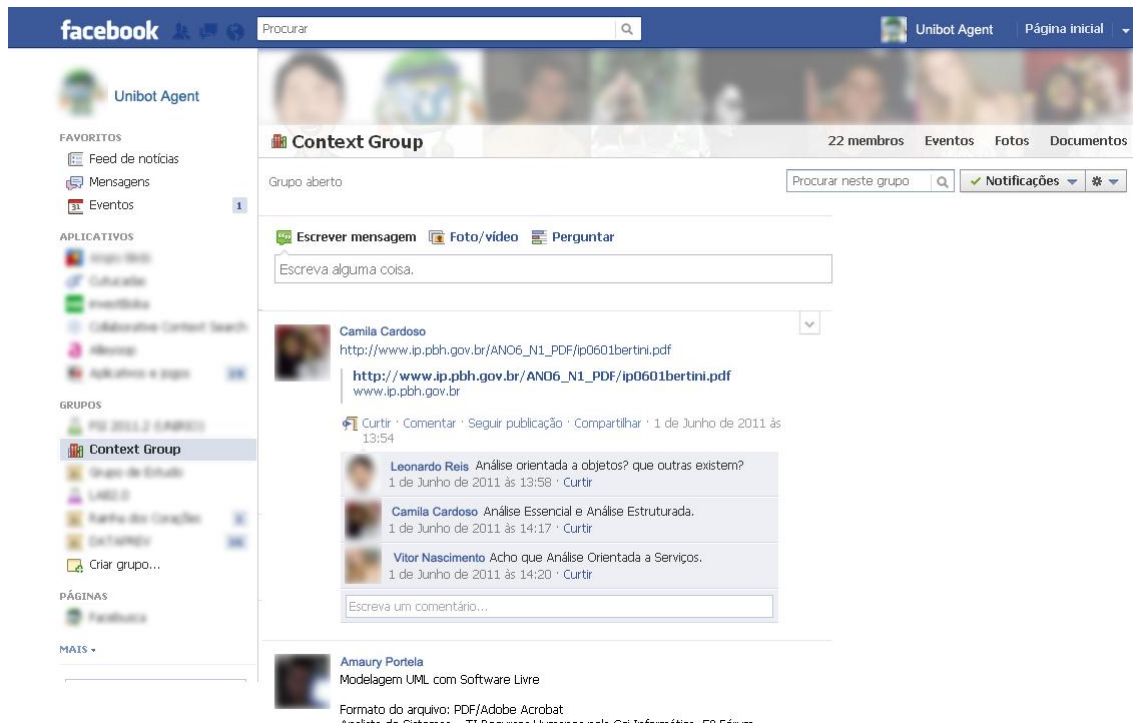 facebook
Procurar
Unibot Agent
Página inicial
Unibot Agent
FAVORITOS
Feed de notícias
Mensagens
Eventos 1
APLICATIVOS
GRUPOS
Context Group
Criar grupo...
PÁGINAS
MAIS
Context Group
22 membros Eventos Fotos Documentos
Grupo aberto
Procurar neste grupo
Notificações
Escrever mensagem Foto/vídeo Perguntar
Escreva alguma coisa.
Camila Cardoso
http://www.ip.pbh.gov.br/ANO6_N1_PDF/ip0601bertini.pdf
http://www.ip.pbh.gov.br/ANO6_N1_PDF/ip0601bertini.pdf
www.ip.pbh.gov.br
Curtir · Comentar · Seguir publicação · Compartilhar · 1 de Junho de 2011 às
13:54
Leonardo Reis Análise orientada a objetos? que outras existem?
1 de Junho de 2011 às 13:58 · Curtir
Camila Cardoso Análise Essencial e Análise Estruturada.
1 de Junho de 2011 às 14:17 · Curtir
Vitor Nascimento Acho que Análise Orientada a Serviços.
1 de Junho de 2011 às 14:20 · Curtir
Escreva um comentário...
Amaury Portela
Modelagem UML com Software Livre
Formato do arquivo: PDF/Adobe Acrobat